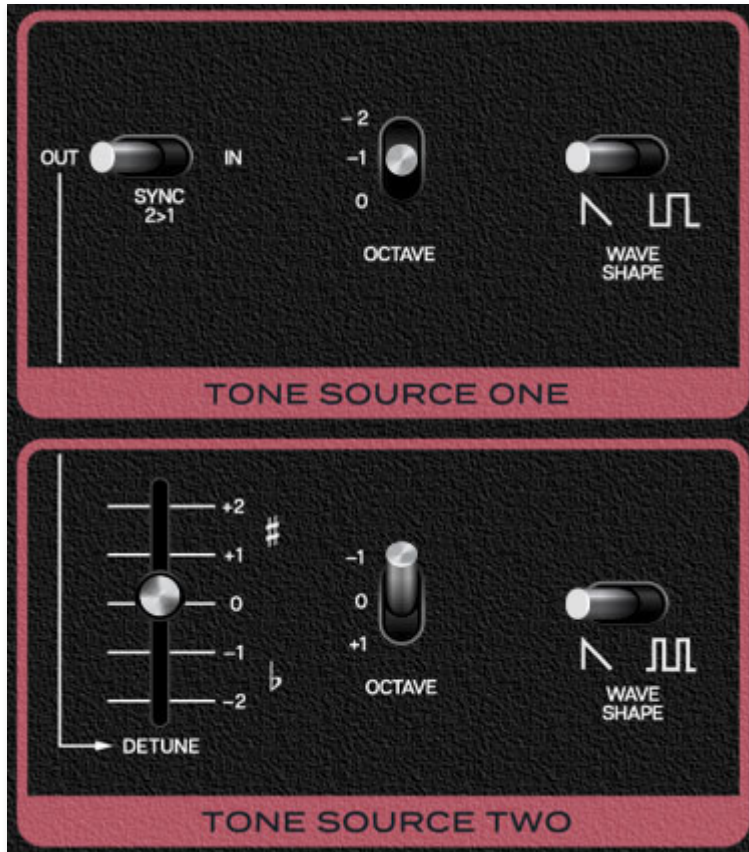 -2
OUT
-1
IN
SYNC
2>1
0
OCTAVE
WAVE
SHAPE
TONE SOURCE ONE
+2
♯
+1
-1
0
0
-1
+1
♭
-2
OCTAVE
WAVE
SHAPE
DETUNE
TONE SOURCE TWO